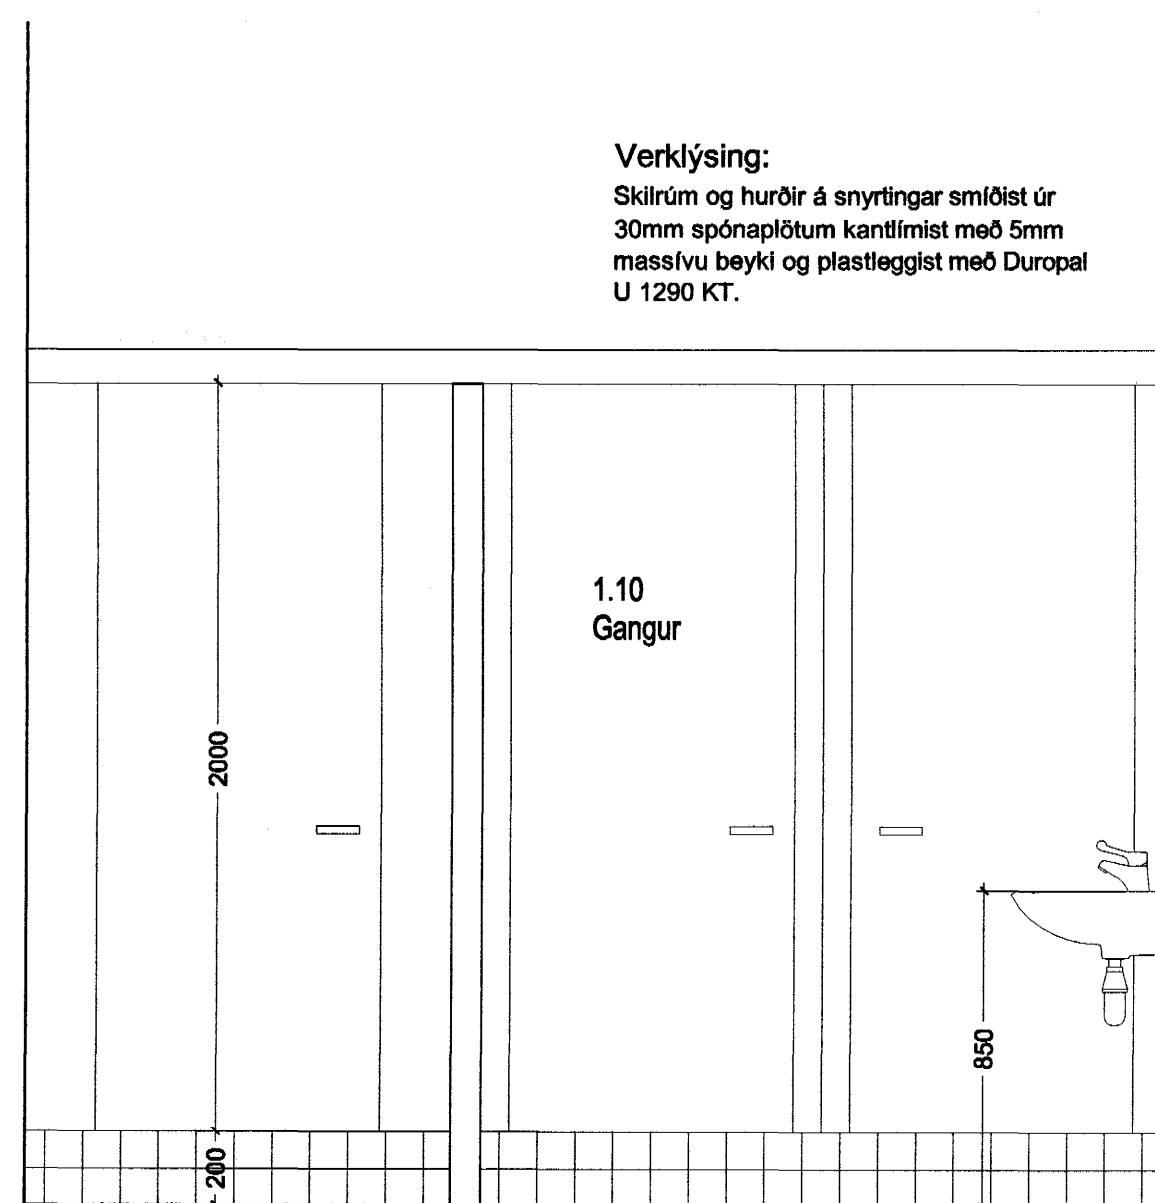 Verklýsing:
Skilrúm og hurðir á snyrtingar smíðist úr
30mm spónaplötum kantlímist með 5mm
massívu beyki og plastleggist með Duropal
U 1290 KT.
1.10
Gangur
2000
850
200